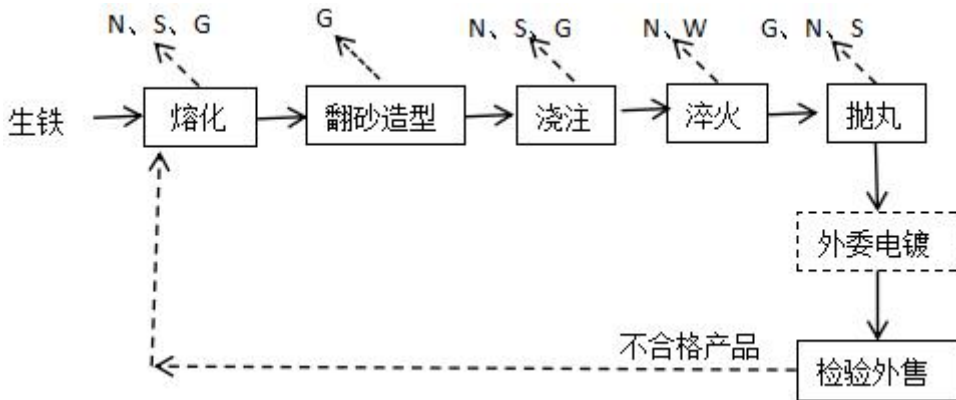 N、S、G
G
N、S、G
N、W
G、N、S
生铁
熔化
翻砂造型
浇注
淬火
抛丸
外委电镀
不合格产品
检验外售